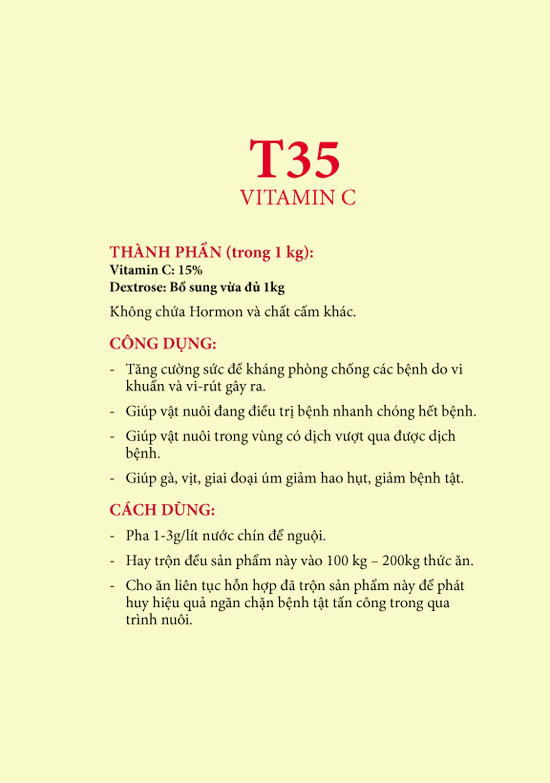 T35
VITAMIN C
THÀNH PHẦN (trong 1 kg):
Vitamin C: 15%
Dextrose: Bổ sung vừa đủ 1kg
Không chứa Hormon và chất cấm khác.
CÔNG DỤNG:
- Tăng cường sức đề kháng phòng chống các bệnh do vi
khuẩn và vi-rút gây ra.
- Giúp vật nuôi đang điều trị bệnh nhanh chóng hết bệnh.
- Giúp vật nuôi trong vùng có dịch vượt qua được dịch
bệnh.
- Giúp gà, vịt, giai đoại úm giảm hao hụt, giảm bệnh tật.
CÁCH DÙNG:
- Pha 1-3g/lít nước chín để nguội.
- Hay trộn đều sản phẩm này vào 100 kg – 200kg thức ăn.
- Cho ăn liên tục hỗn hợp đã trộn sản phẩm này để phát
huy hiệu quả ngăn chặn bệnh tật tấn công trong qua
trình nuôi.